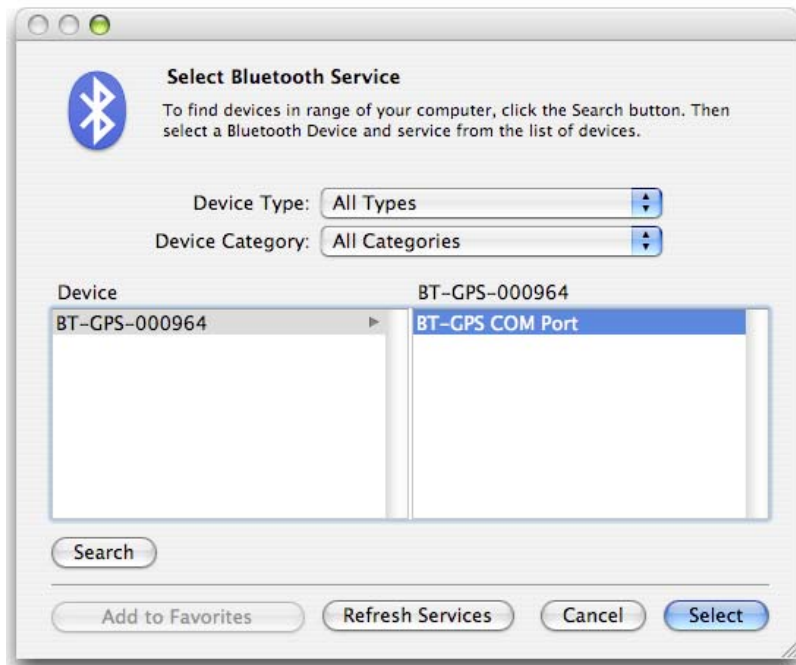 Select Bluetooth Service
To find devices in range of your computer, click the Search button. Then
select a Bluetooth Device and service from the list of devices.
Device Type: All Types
Device Category: All Categories
Device BT-GPS-000964
BT-GPS-000964 BT-GPS COM Port
Search
Add to Favorites Refresh Services Cancel Select